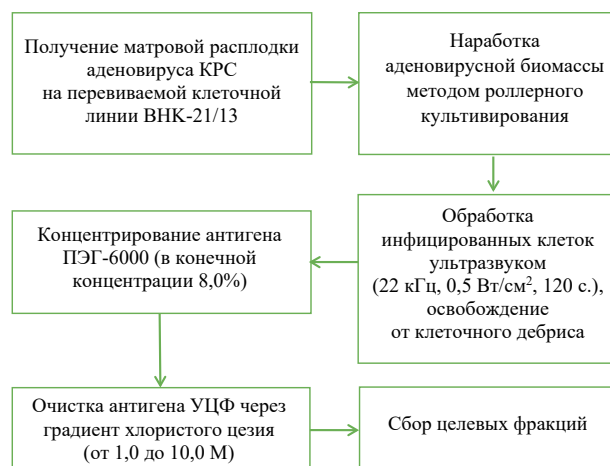 Получение матровой расплодки
аденовируса КРС
на перевиваемой клеточной
линии BHK-21/13
Наработка
аденовирусной биомассы
методом роллерного
культивирования
Обработка
инфицированных клеток
ультразвуком
(22 кГц, 0,5 Вт/см², 120 с.),
освобождение
от клеточного дебриса
Концентрирование антигена
ПЭГ-6000 (в конечной
концентрации 8,0%)
Очистка антигена УЦФ через
градиент хлористого цезия
(от 1,0 до 10,0 М)
Сбор целевых фракций